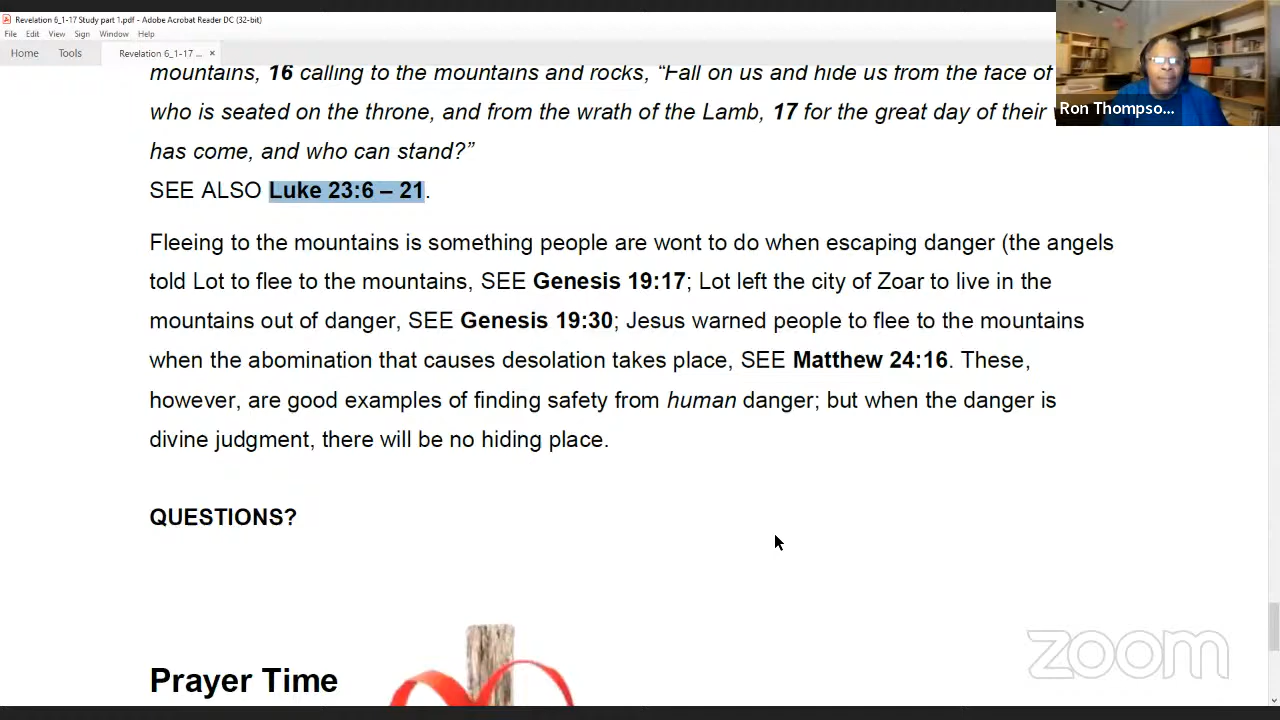 Revelation 6_1-17 Study part 1.pdf - Adobe Acrobat Reader DC (32-bit)
File Edit View Sign Window Help
Home Tools Revelation 6_1-17 ... ×
mountains, 16 calling to the mountains and rocks, “Fall on us and hide us from the face of
who is seated on the throne, and from the wrath of the Lamb, 17 for the great day of their
has come, and who can stand?”
SEE ALSO Luke 23:6 – 21.
Fleeing to the mountains is something people are wont to do when escaping danger (the angels
told Lot to flee to the mountains, SEE Genesis 19:17; Lot left the city of Zoar to live in the
mountains out of danger, SEE Genesis 19:30; Jesus warned people to flee to the mountains
when the abomination that causes desolation takes place, SEE Matthew 24:16. These,
however, are good examples of finding safety from human danger; but when the danger is
divine judgment, there will be no hiding place.
QUESTIONS?
Prayer Time
Ron Thompso...
zoom